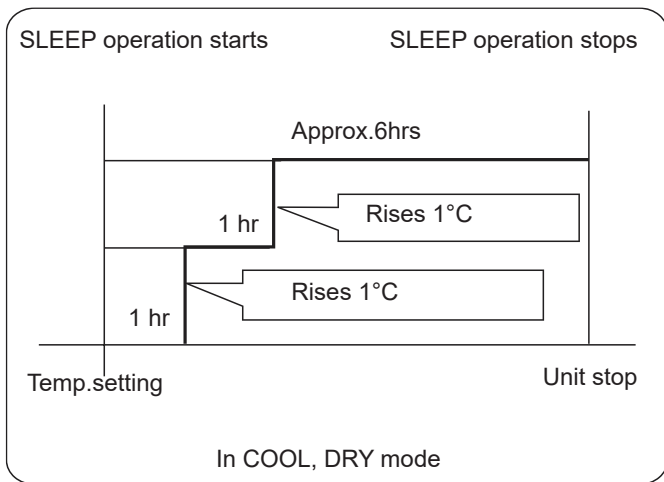 SLEEP operation starts
SLEEP operation stops
Approx.6hrs
Rises 1°C
1 hr
Rises 1°C
1 hr
Temp.setting
Unit stop
In COOL, DRY mode